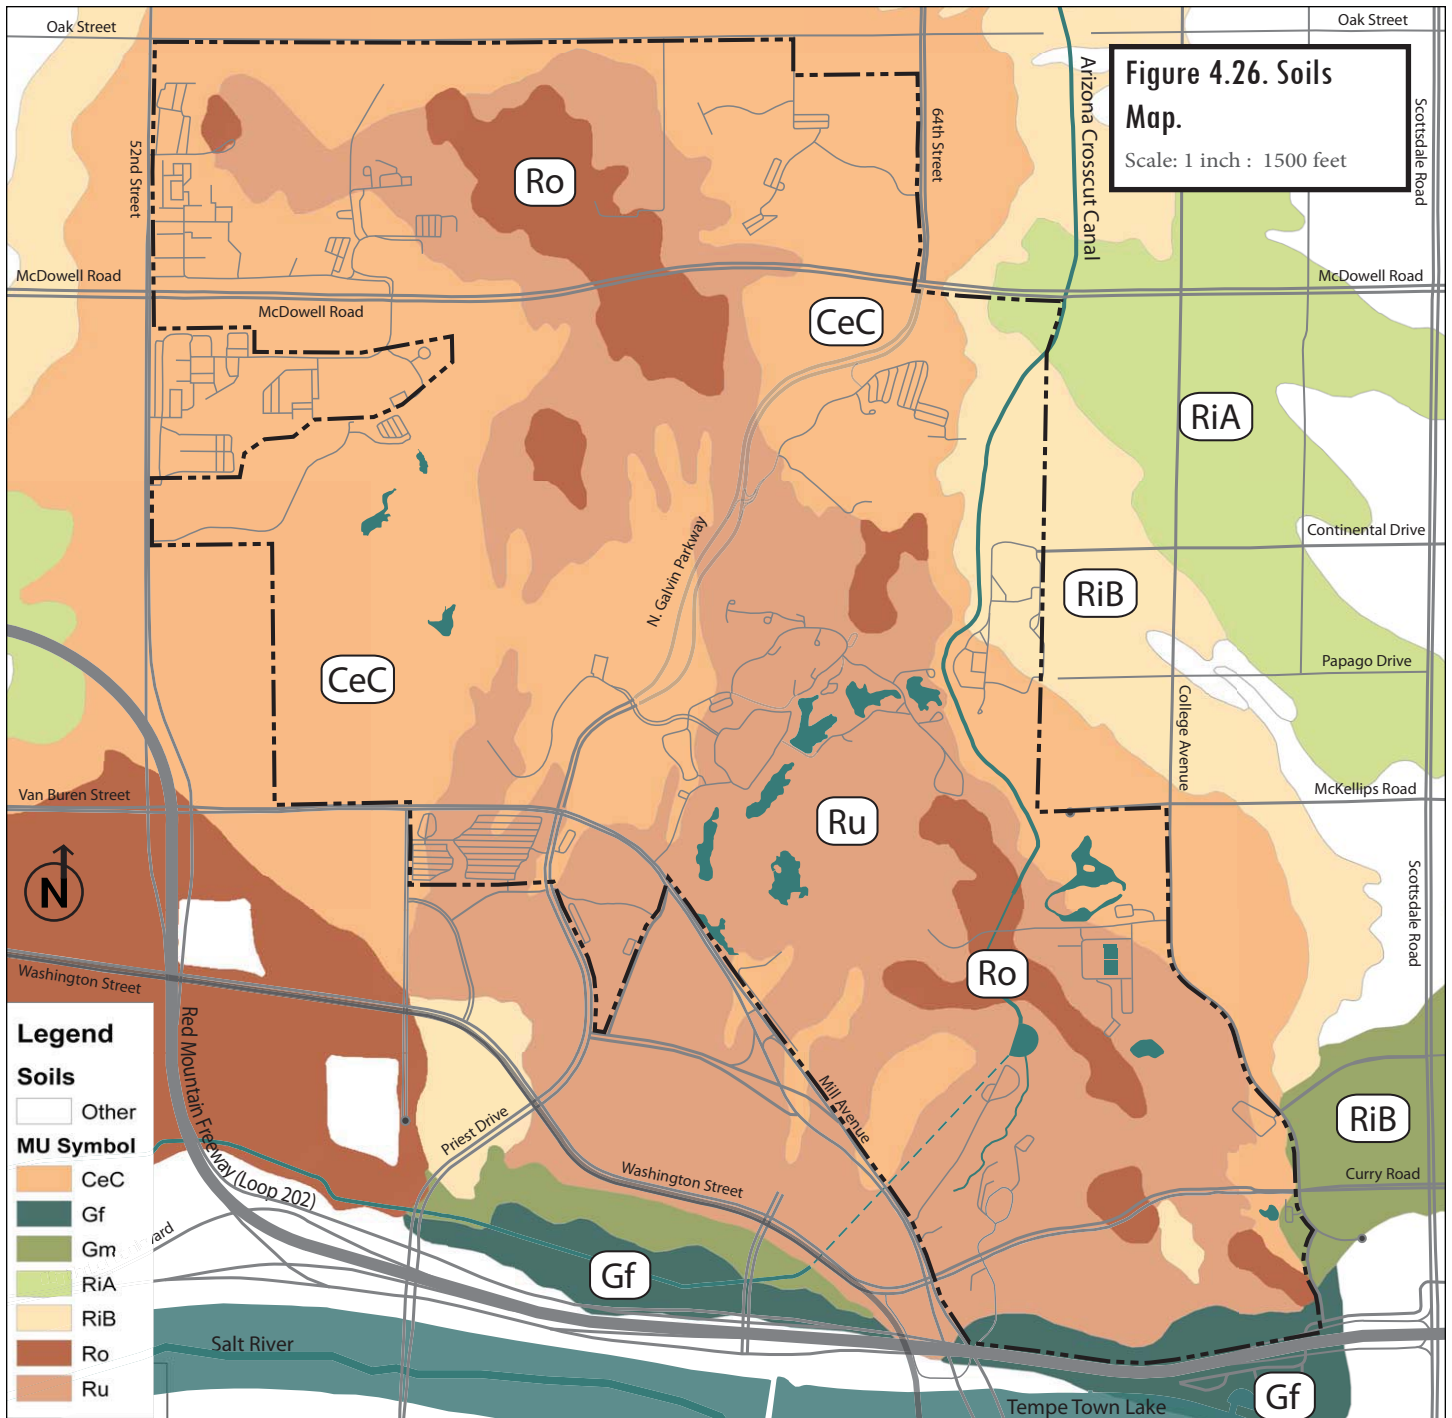 Oak Street
Oak Street
Figure 4.26. Soils
Map.
Scale: 1 inch : 1500 feet
Arizona Crosscut Canal
Scottsdale Road
64th Street
52nd Street
Ro
McDowell Road
McDowell Road
McDowell Road
CeC
RiA
Continental Drive
N. Galvin Parkway
RiB
CeC
Papago Drive
College Avenue
Van Buren Street
McKellips Road
Ru
N
Scottsdale Road
Washington Street
Ro
Red Mountain Freeway (Loop 202)
Mill Avenue
Priest Drive
RiB
Washington Street
Curry Road
Gf
Salt River
Tempe Town Lake
Gf
Legend
Soils
Other
MU Symbol
CeC
Gf
Gm
RiA
RiB
Ro
Ru